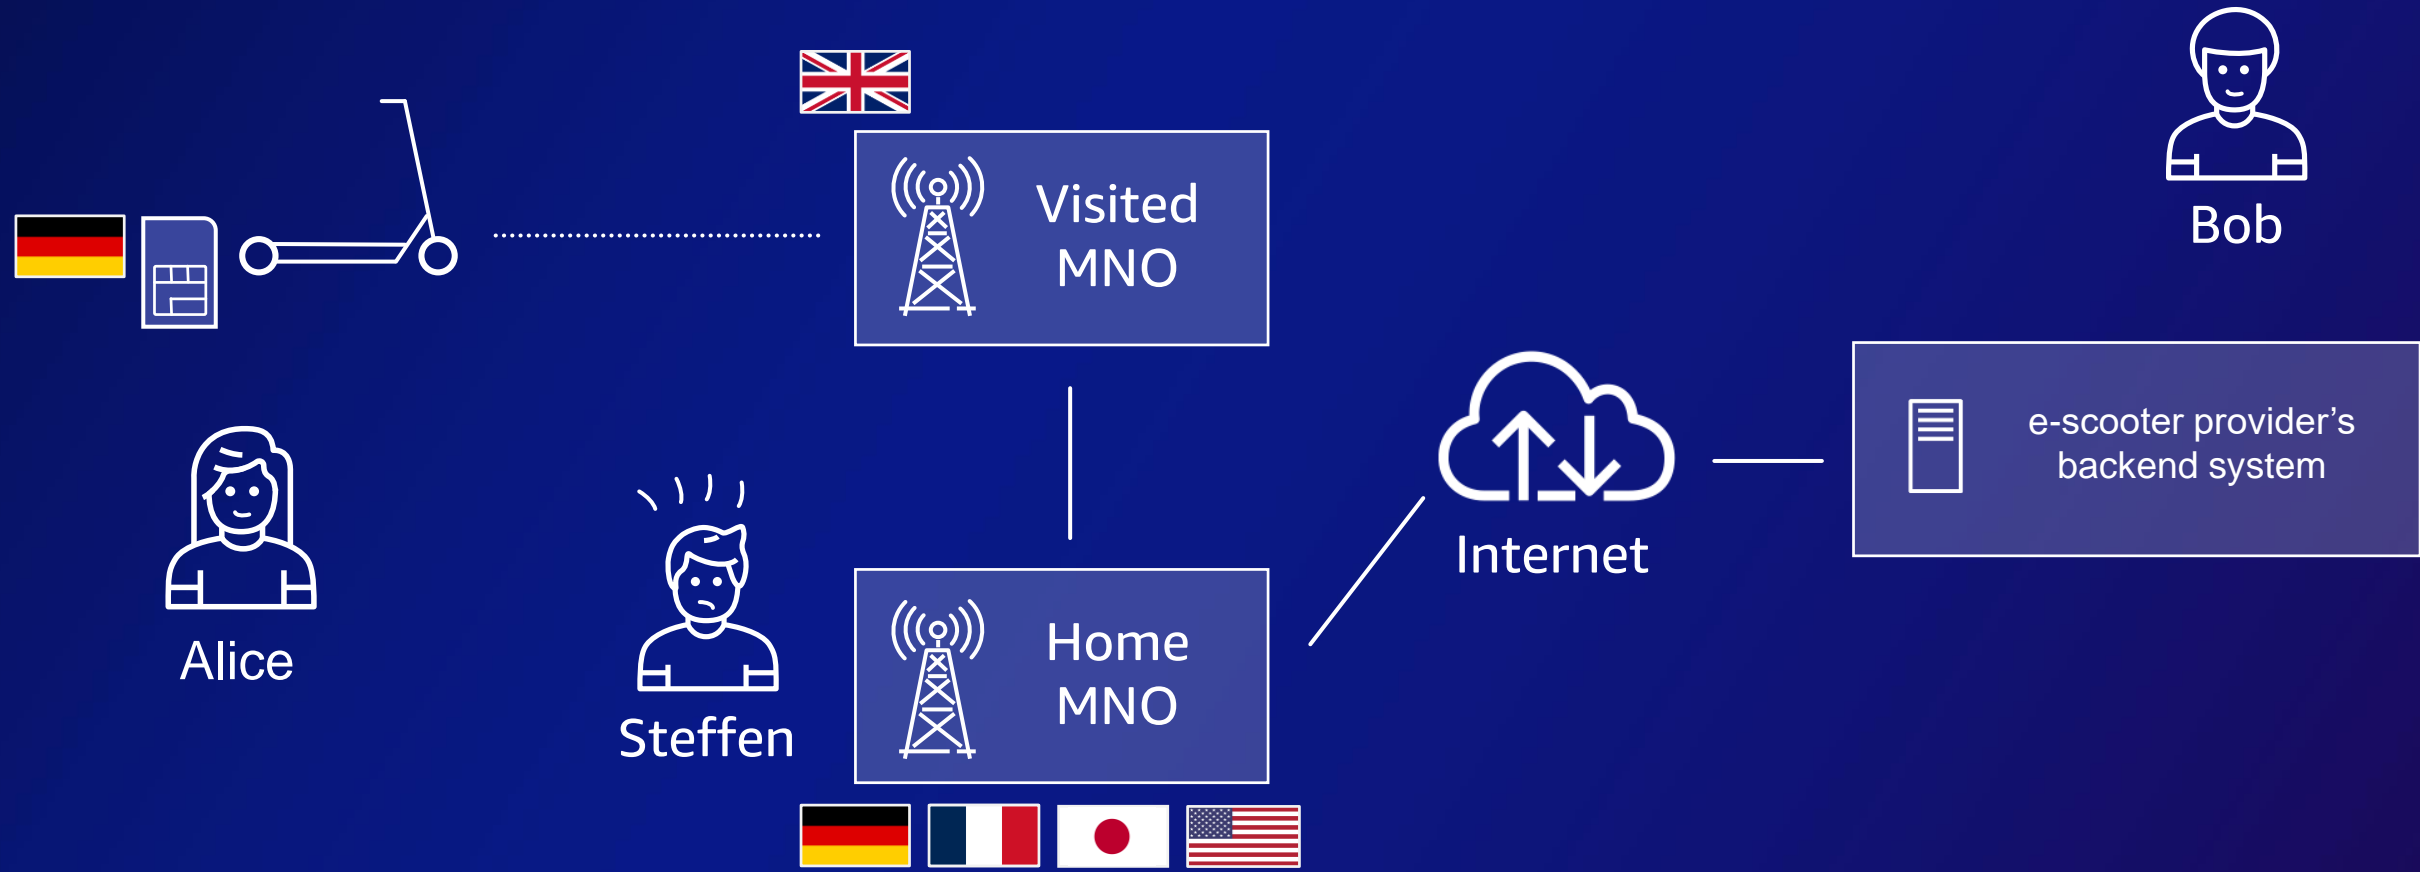 Visited
MNO
Bob
e-scooter provider’s
backend system
Internet
Alice
Steffen
Home
MNO